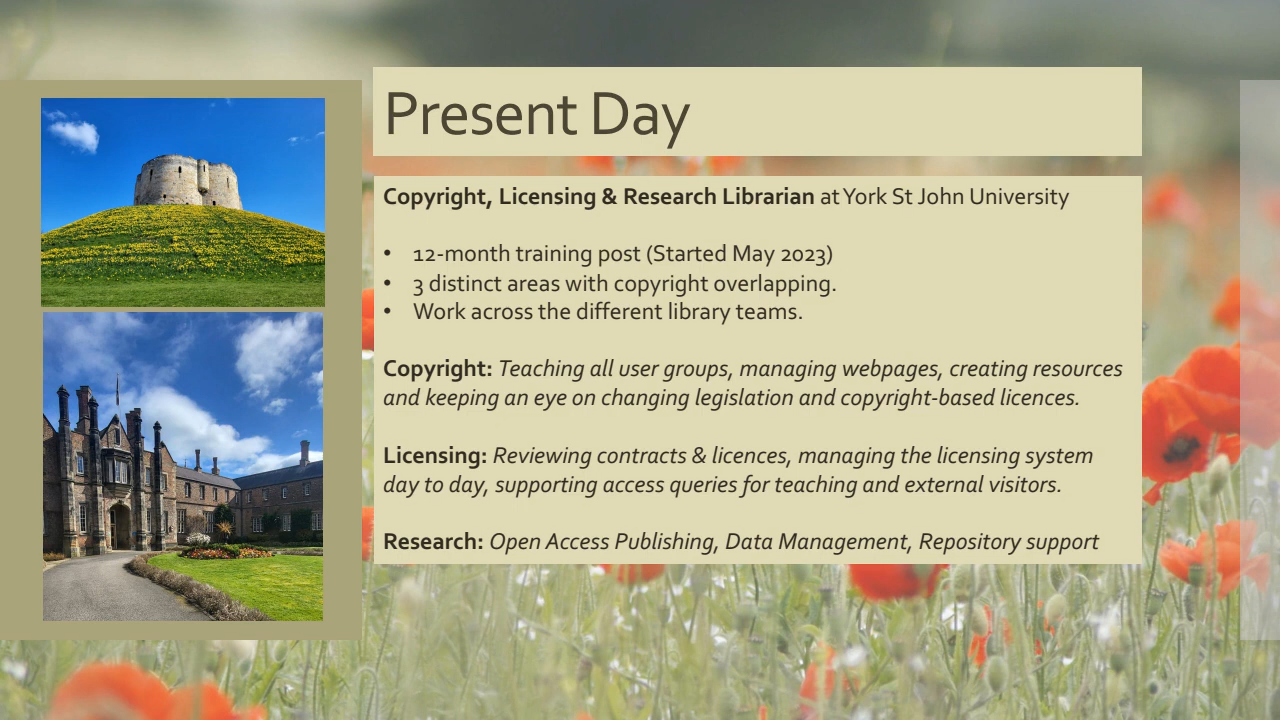 Present Day
Copyright, Licensing & Research Librarian at York St John University
• 12-month training post (Started May 2023)
• 3 distinct areas with copyright overlapping.
• Work across the different library teams.
Copyright: Teaching all user groups, managing webpages, creating resources
and keeping an eye on changing legislation and copyright-based licences.
Licensing: Reviewing contracts & licences, managing the licensing system
day to day, supporting access queries for teaching and external visitors.
Research: Open Access Publishing, Data Management, Repository support